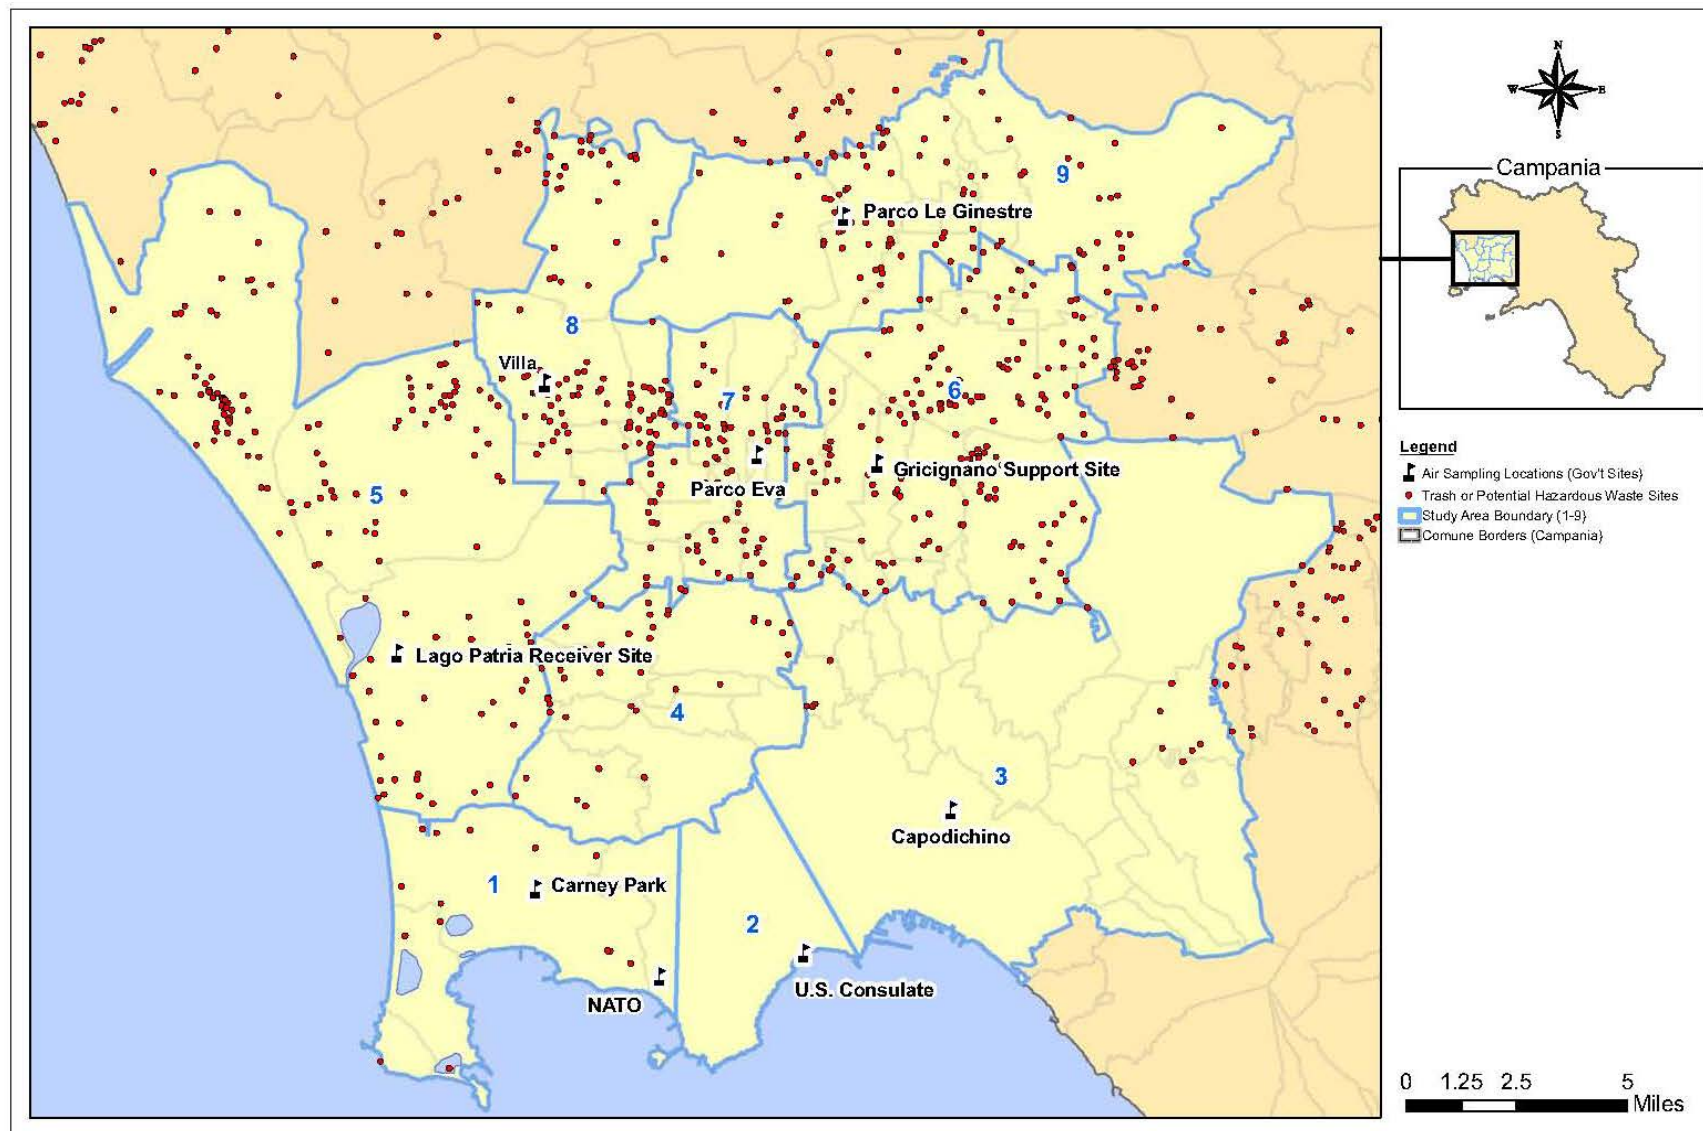 N
W
E
S
Campania
9
Parco Le Ginestre
8
Villa
7
6
Gricignano Support Site
Parco Eva
5
Lago Patria Receiver Site
4
3
Capodichino
1
Carney Park
2
NATO
U.S. Consulate
Legend
Air Sampling Locations (Gov't Sites)
Trash or Potential Hazardous Waste Sites
Study Area Boundary (1-9)
Comune Borders (Campania)
0 1.25 2.5 5
Miles